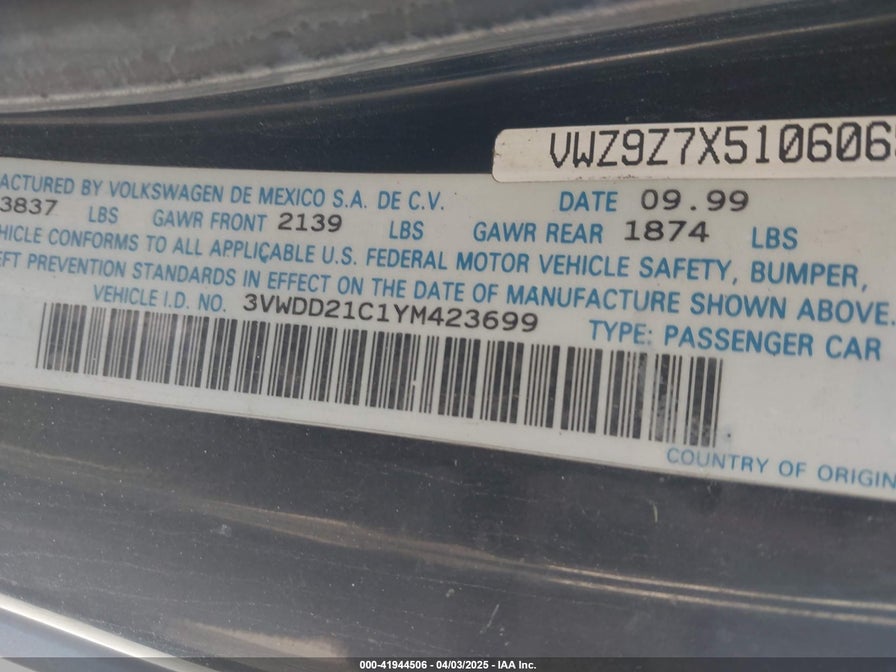 VWZ9Z7X510606
ACTURED BY VOLKSWAGEN DE MEXICO S.A. DE C.V. DATE 09.99
3837 LBS GAWR FRONT 2139 LBS GAWR REAR 1874 LBS
HICLE CONFORMS TO ALL APPLICABLE U.S. FEDERAL MOTOR VEHICLE SAFETY, BUMPER,
EFT PREVENTION STANDARDS IN EFFECT ON THE DATE OF MANUFACTURE SHOWN ABOVE.
VEHICLE I.D. NO. 3VWDD21C1YM423699 TYPE: PASSENGER CAR
COUNTRY OF ORIGIN
000-41944506 - 04/03/2025 - IAA Inc.